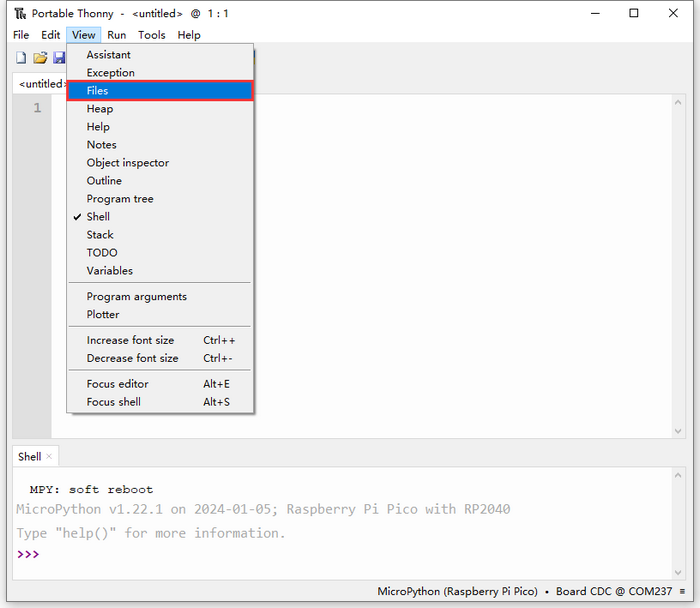 Portable Thonny - <untitled> @ 1 : 1
File Edit View Run Tools Help
<untitled>
Assistant
Exception
Files
1
Heap
Help
Notes
Object inspector
Outline
Program tree
✓ Shell
Stack
TODO
Variables
Program arguments
Plotter
Increase font size Ctrl++
Decrease font size Ctrl+-
Focus editor Alt+E
Focus shell Alt+S
Shell ×
MPY: soft reboot
MicroPython v1.22.1 on 2024-01-05; Raspberry Pi Pico with RP2040
Type "help()" for more information.
>>>
MicroPython (Raspberry Pi Pico) • Board CDC @ COM237 ≡